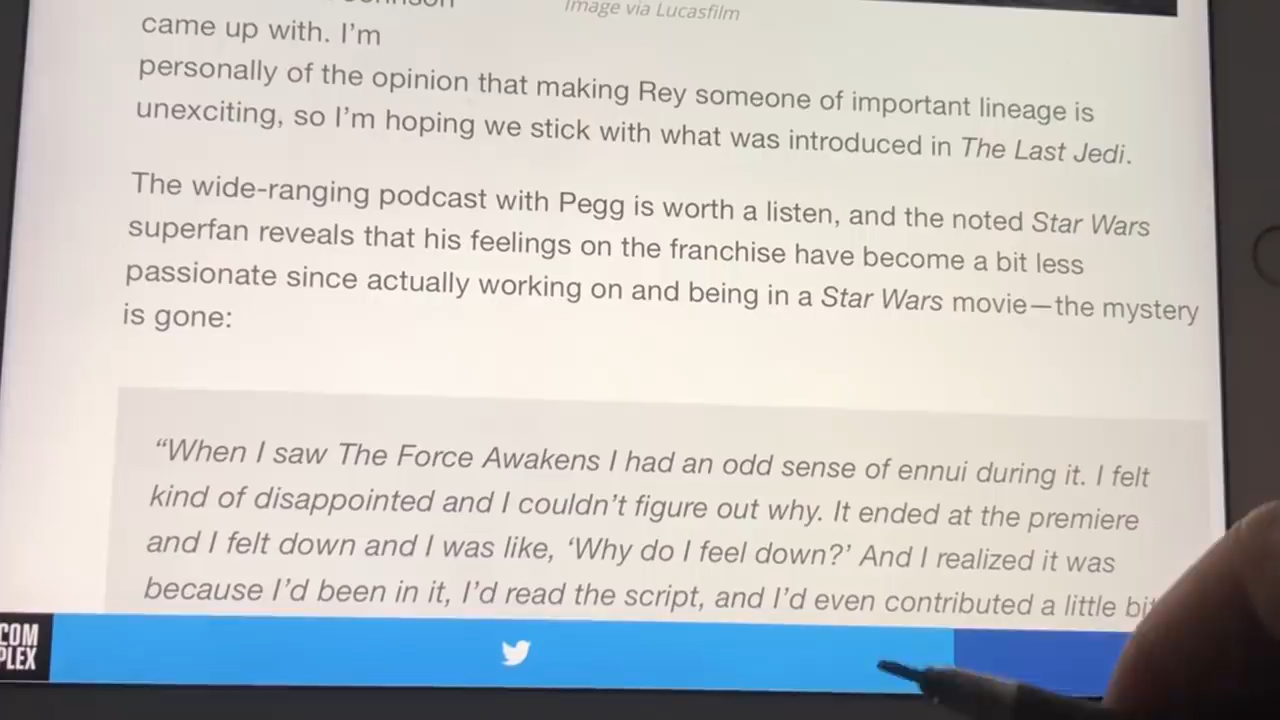 Image via Lucasfilm
came up with. I'm
personally of the opinion that making Rey someone of important lineage is
unexciting, so I'm hoping we stick with what was introduced in The Last Jedi.
The wide-ranging podcast with Pegg is worth a listen, and the noted Star Wars
superfan reveals that his feelings on the franchise have become a bit less
passionate since actually working on and being in a Star Wars movie—the mystery
is gone:
“When I saw The Force Awakens I had an odd sense of ennui during it. I felt
kind of disappointed and I couldn't figure out why. It ended at the premiere
and I felt down and I was like, ‘Why do I feel down?’ And I realized it was
because I'd been in it, I'd read the script, and I'd even contributed a little bit
COM
PLEX